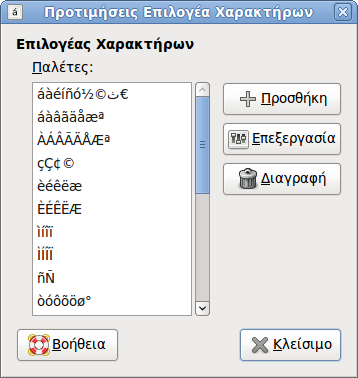 á Προτιμήσεις Επιλογέα Χαρακτήρων
Επιλογέας Χαρακτήρων
Παλέτες:
áàéíñó½©ث€
áàâãäåæª
ÀÁÂÃÄÅÆª
çÇ¢©
èéêëæ
ÈÉÊËÆ
ìíîï
ÌÍÎÏ
ñÑ
òóôõöø°
Προσθήκη
Επεξεργασία
Διαγραφή
Βοήθεια
Κλείσιμο